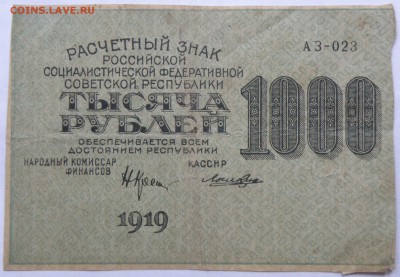 COINS.LAVE.RU
РАСЧЕТНЫЙ ЗНАК
РОССИЙСКОЙ
СОЦИАЛИСТИЧЕСКОЙ ФЕДЕРАТИВНОЙ
СОВЕТСКОЙ РЕСПУБЛИКИ
АЗ-023
ТЫСЯЧА
РУБЛЕЙ
1000
ОБЕСПЕЧИВАЕТСЯ ВСЕМ
ДОСТОЯНИЕМ РЕСПУБЛИКИ
НАРОДНЫЙ КОМИССАР
ФИНАНСОВ
КАССИР
1919